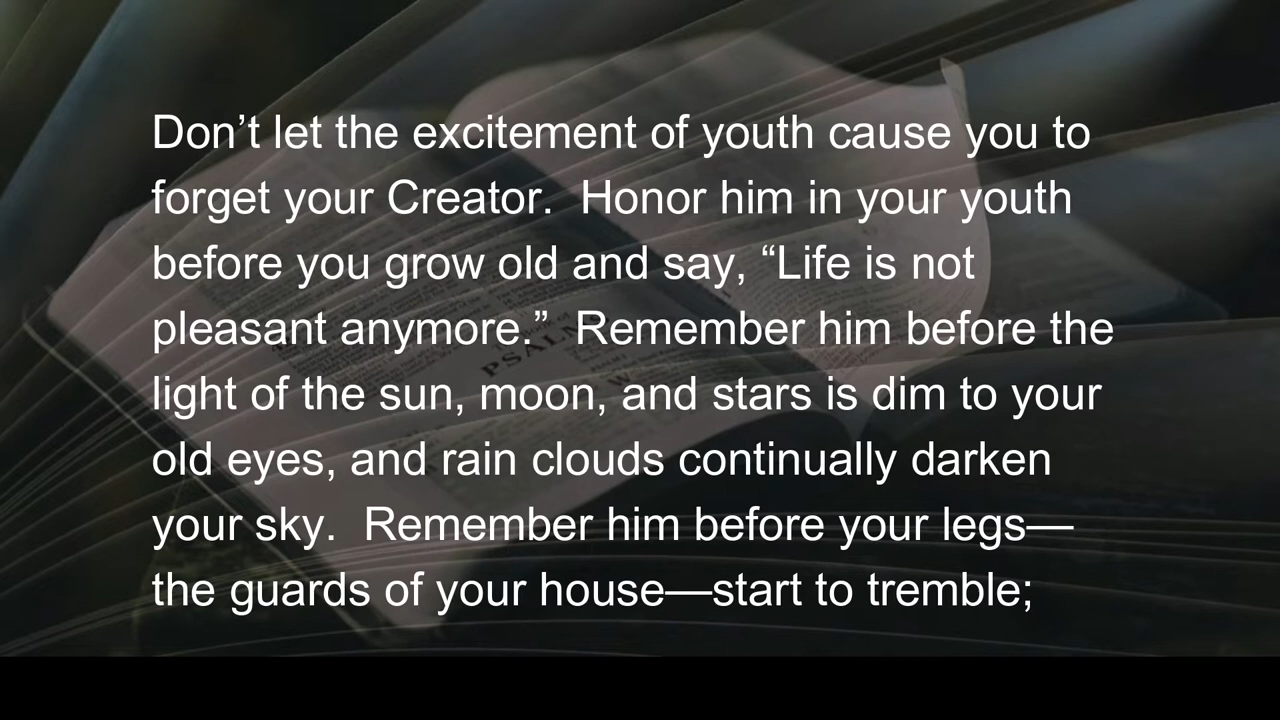 Don’t let the excitement of youth cause you to
forget your Creator.  Honor him in your youth
before you grow old and say, “Life is not
pleasant anymore.”  Remember him before the
light of the sun, moon, and stars is dim to your
old eyes, and rain clouds continually darken
your sky.  Remember him before your legs—
the guards of your house—start to tremble;
PSALMS